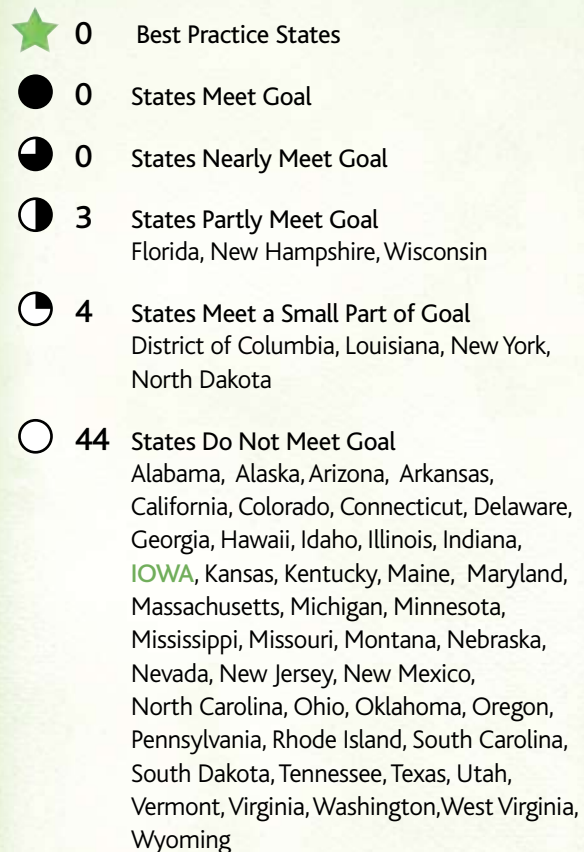 0 Best Practice States
0 States Meet Goal
0 States Nearly Meet Goal
3 States Partly Meet Goal
Florida, New Hampshire, Wisconsin
4 States Meet a Small Part of Goal
District of Columbia, Louisiana, New York,
North Dakota
44 States Do Not Meet Goal
Alabama, Alaska, Arizona, Arkansas,
California, Colorado, Connecticut, Delaware,
Georgia, Hawaii, Idaho, Illinois, Indiana,
IOWA, Kansas, Kentucky, Maine, Maryland,
Massachusetts, Michigan, Minnesota,
Mississippi, Missouri, Montana, Nebraska,
Nevada, New Jersey, New Mexico,
North Carolina, Ohio, Oklahoma, Oregon,
Pennsylvania, Rhode Island, South Carolina,
South Dakota, Tennessee, Texas, Utah,
Vermont, Virginia, Washington,West Virginia,
Wyoming